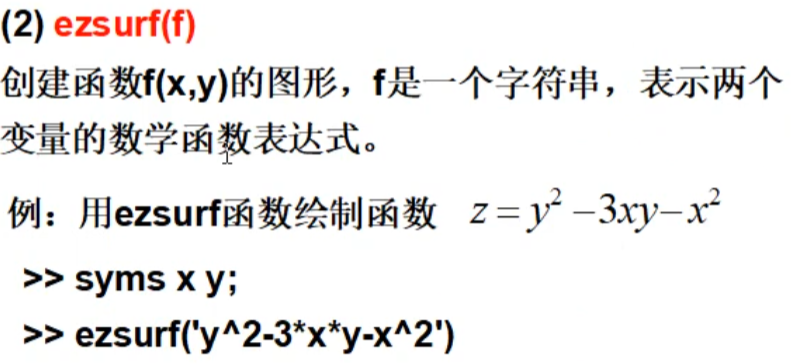 (2) ezsurf(f)
创建函数f(x,y)的图形，f是一个字符串，表示两个
变量的数学函数表达式。
例：用ezsurf函数绘制函数 z=y²−3xy−x²
>> syms x y;
>> ezsurf('y^2-3*x*y-x^2')